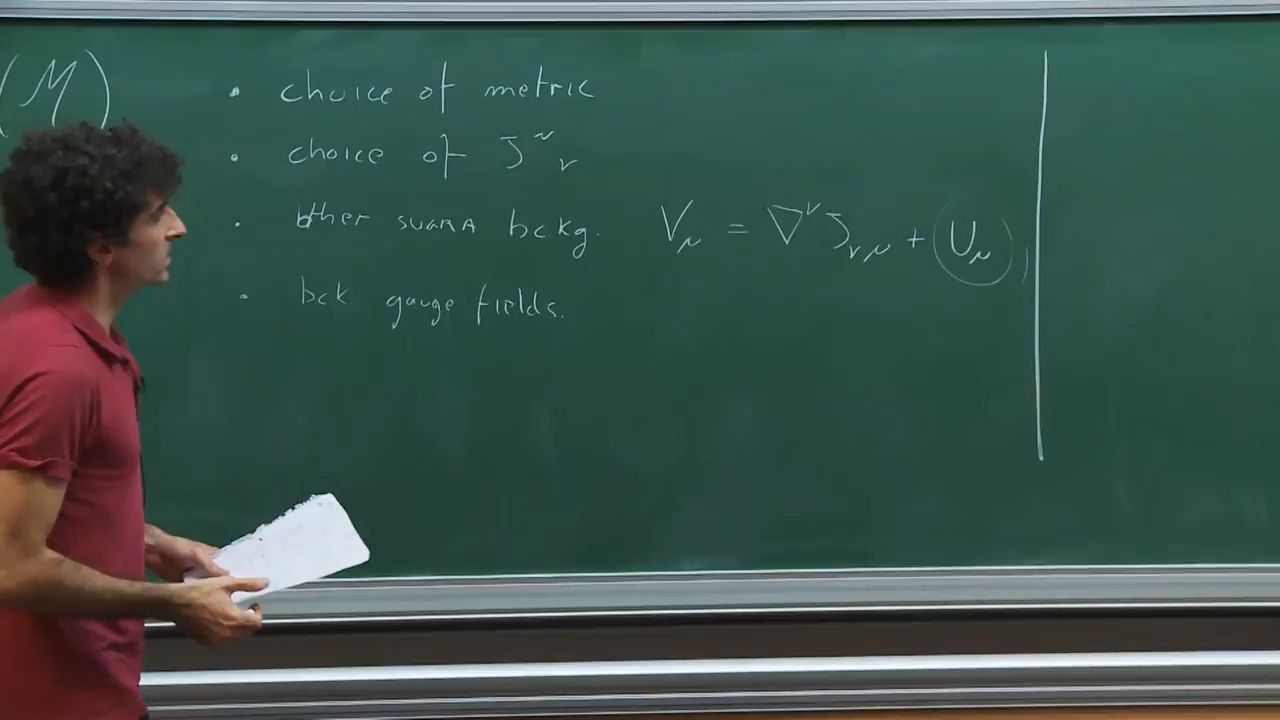 (M)
• choice of metric
• choice of J^μ_ν
• other SUGRA bckg. V_μ = ∇^ν J_νμ + U_μ
• bck. gauge fields.